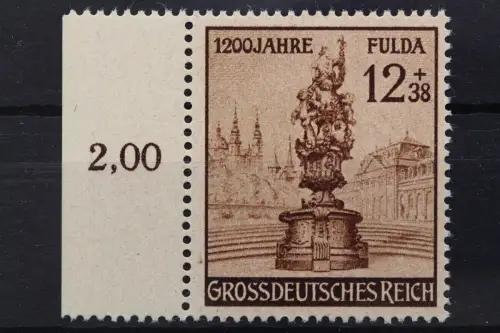 1200 JAHRE FULDA
12 + 38
2,00
GROSSDEUTSCHES REICH